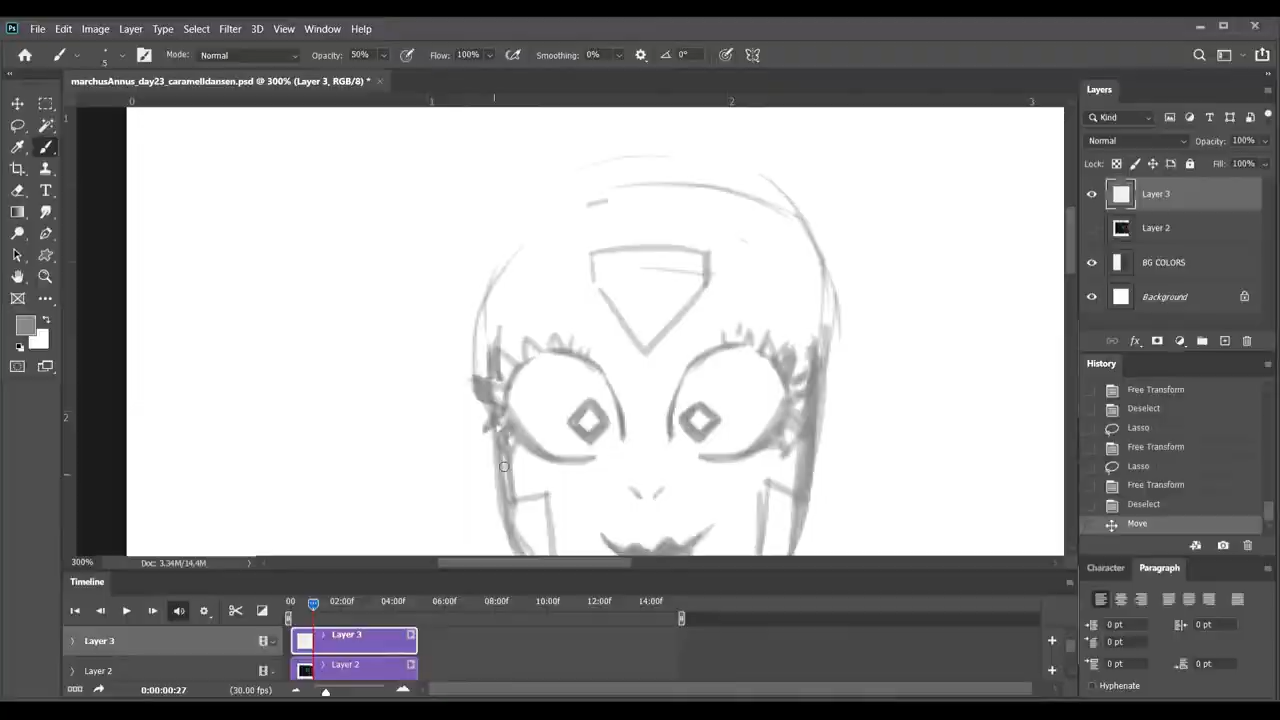 Ps File Edit Image Layer Type Select Filter 3D View Window Help
5 Mode: Normal Opacity: 50% Flow: 100% Smoothing: 0% 0°
marchusAnnus_day23_caramelldansen.psd @ 300% (Layer 3, RGB/8) *
0 1 2 3
1
2
Layers
Kind
Normal Opacity: 100%
Lock: Fill: 100%
Layer 3
Layer 2
BG COLORS
Background
fx
History
Free Transform
Deselect
Lasso
Free Transform
Lasso
Free Transform
Deselect
Move
300% Doc: 3.34M/14.4M
Character Paragraph
0 pt 0 pt
0 pt
0 pt 0 pt
Hyphenate
Timeline
00 02:00f 04:00f 06:00f 08:00f 10:00f 12:00f 14:00f
Layer 3 Layer 3
Layer 2 Layer 2
0:00:00:27 (30.00 fps)